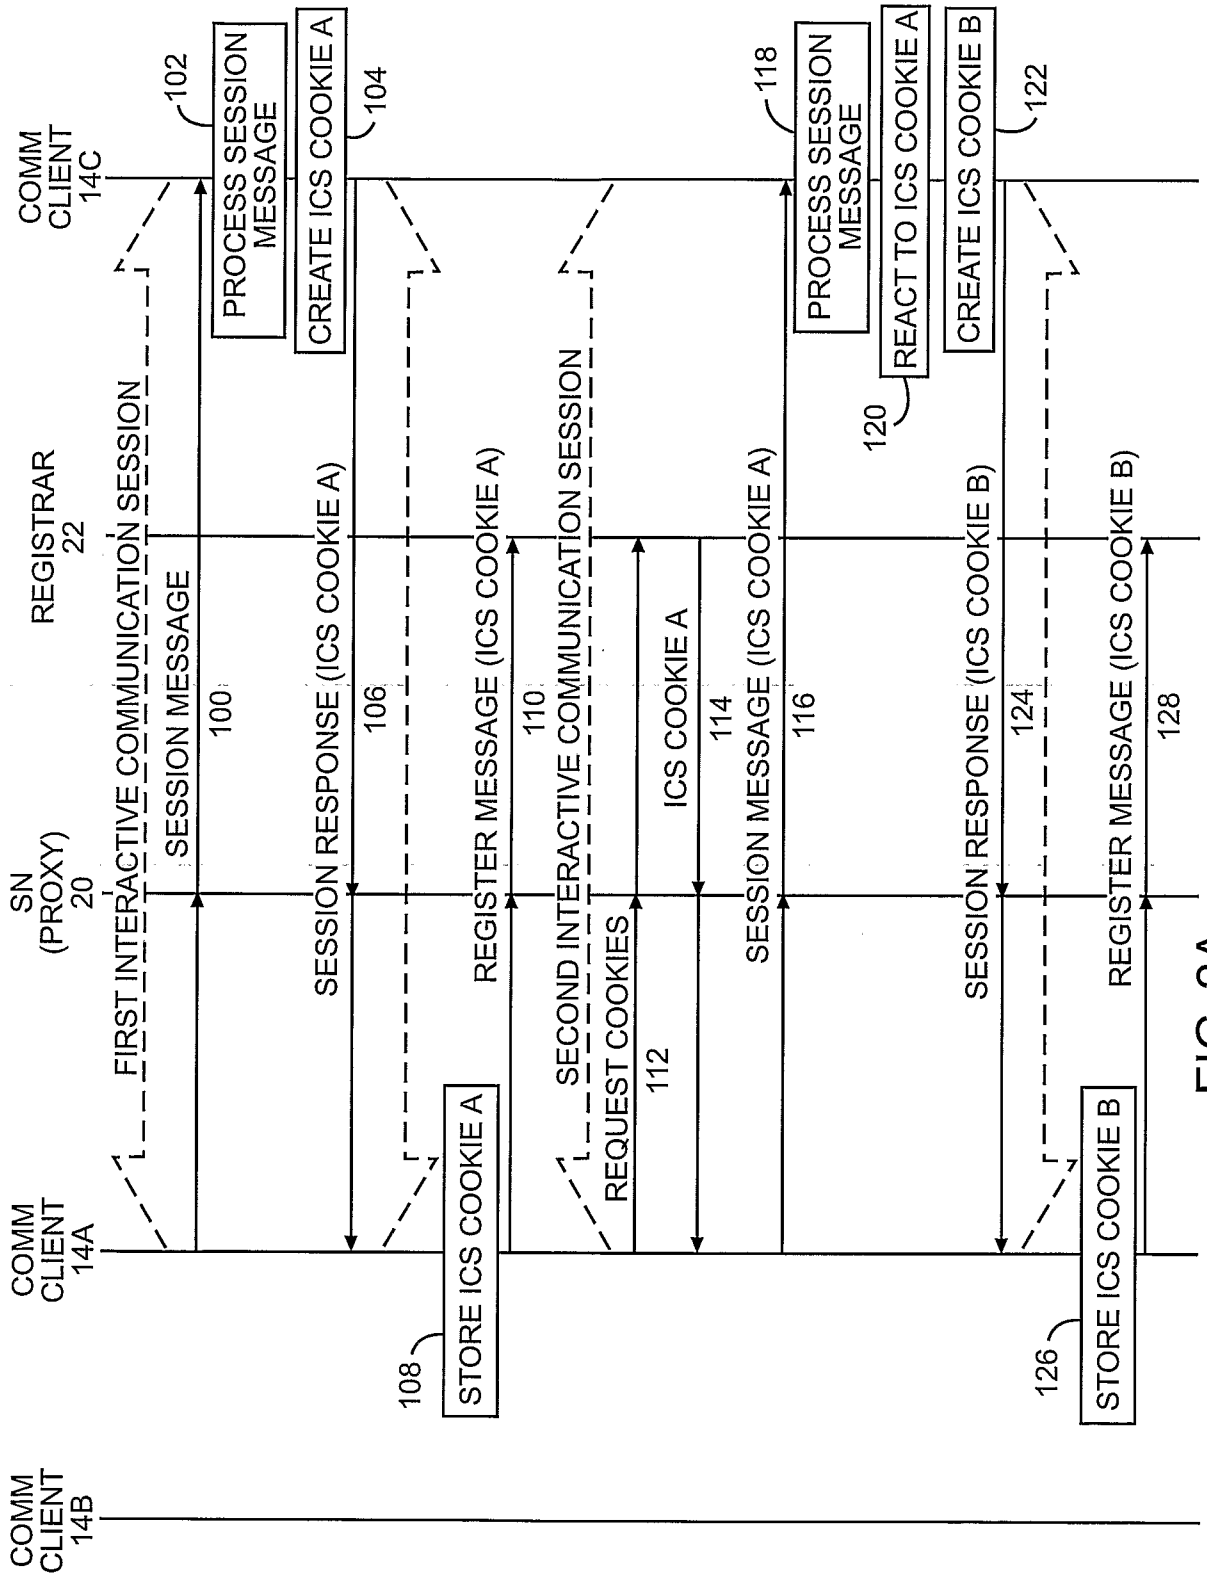 COMM
CLIENT
14B
COMM
CLIENT
14A
SN
(PROXY)
20
REGISTRAR
22
COMM
CLIENT
14C
FIRST INTERACTIVE COMMUNICATION SESSION
SESSION MESSAGE
100
102
PROCESS SESSION
MESSAGE
CREATE ICS COOKIE A
104
SESSION RESPONSE (ICS COOKIE A)
106
108
STORE ICS COOKIE A
REGISTER MESSAGE (ICS COOKIE A)
110
SECOND INTERACTIVE COMMUNICATION SESSION
REQUEST COOKIES
112
ICS COOKIE A
114
SESSION MESSAGE (ICS COOKIE A)
116
118
PROCESS SESSION
MESSAGE
120
REACT TO ICS COOKIE A
CREATE ICS COOKIE B
122
SESSION RESPONSE (ICS COOKIE B)
124
126
STORE ICS COOKIE B
REGISTER MESSAGE (ICS COOKIE B)
128